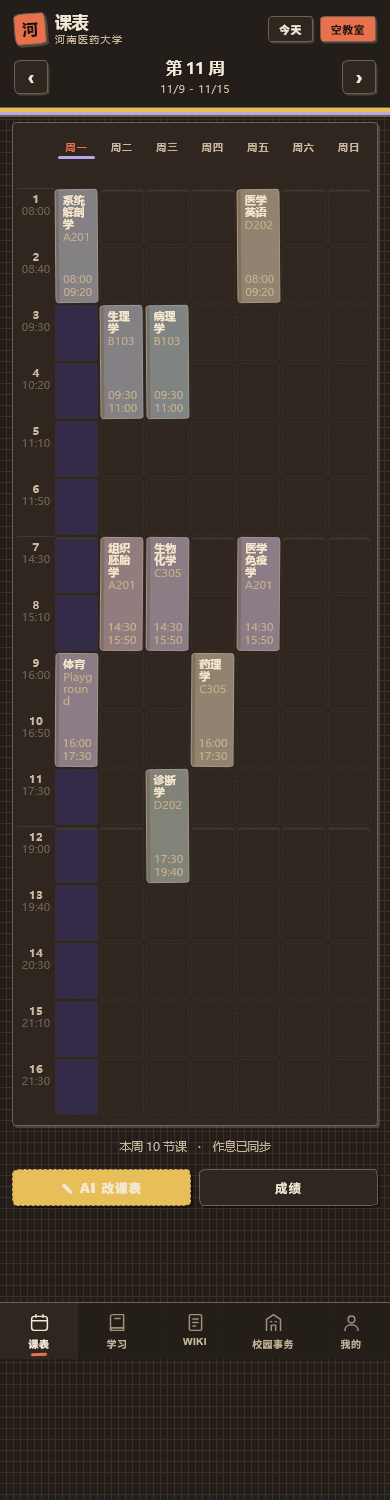 河
课表
河南医药大学
今天
空教室
‹
第 11 周
11/9 - 11/15
›
周一 周二 周三 周四 周五 周六 周日
1
08:00
系统
解剖
学
A201
08:00
09:20
医学
英语
D202
08:00
09:20
2
08:40
3
09:30
生理
学
B103
09:30
11:00
病理
学
B103
09:30
11:00
4
10:20
5
11:10
6
11:50
7
14:30
组织
胚胎
学
A201
14:30
15:50
生物
化学
C305
14:30
15:50
医学
免疫
学
A201
14:30
15:50
8
15:10
9
16:00
体育
Playg
roun
d
16:00
17:30
药理
学
C305
16:00
17:30
10
16:50
11
17:30
诊断
学
D202
17:30
19:40
12
19:00
13
19:40
14
20:30
15
21:10
16
21:30
本周 10 节课 · 作息已同步
AI 改课表
成绩
课表
学习
WIKI
校园事务
我的